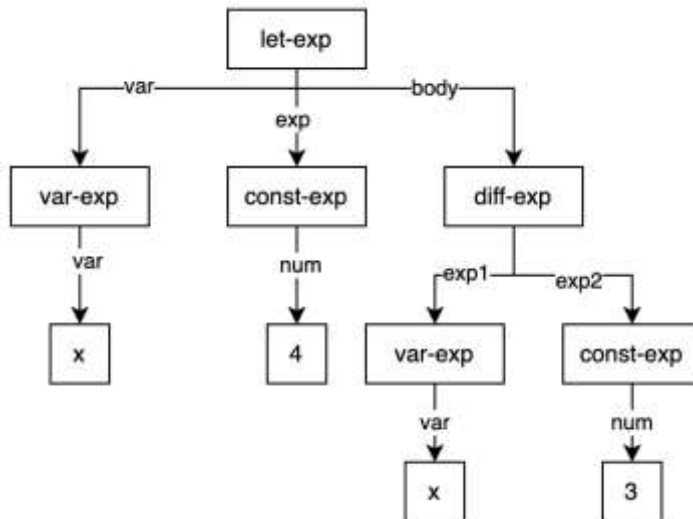 let-exp
var
body
exp
var-exp
const-exp
diff-exp
var
num
exp1
exp2
x
4
var-exp
const-exp
var
num
x
3